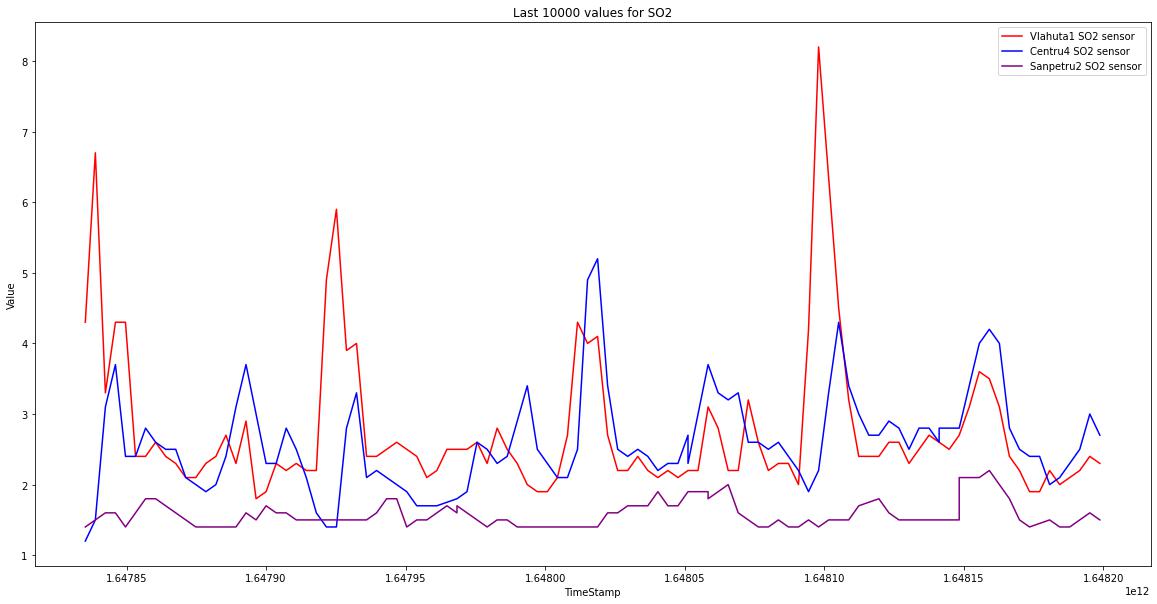 Last 10000 values for SO2
Vlahuta1 SO2 sensor
Centru4 SO2 sensor
Sanpetru2 SO2 sensor
8
7
6
5
4
3
2
1
Value
1.64785
1.64790
1.64795
1.64800
1.64805
1.64810
1.64815
1.64820
1e12
TimeStamp